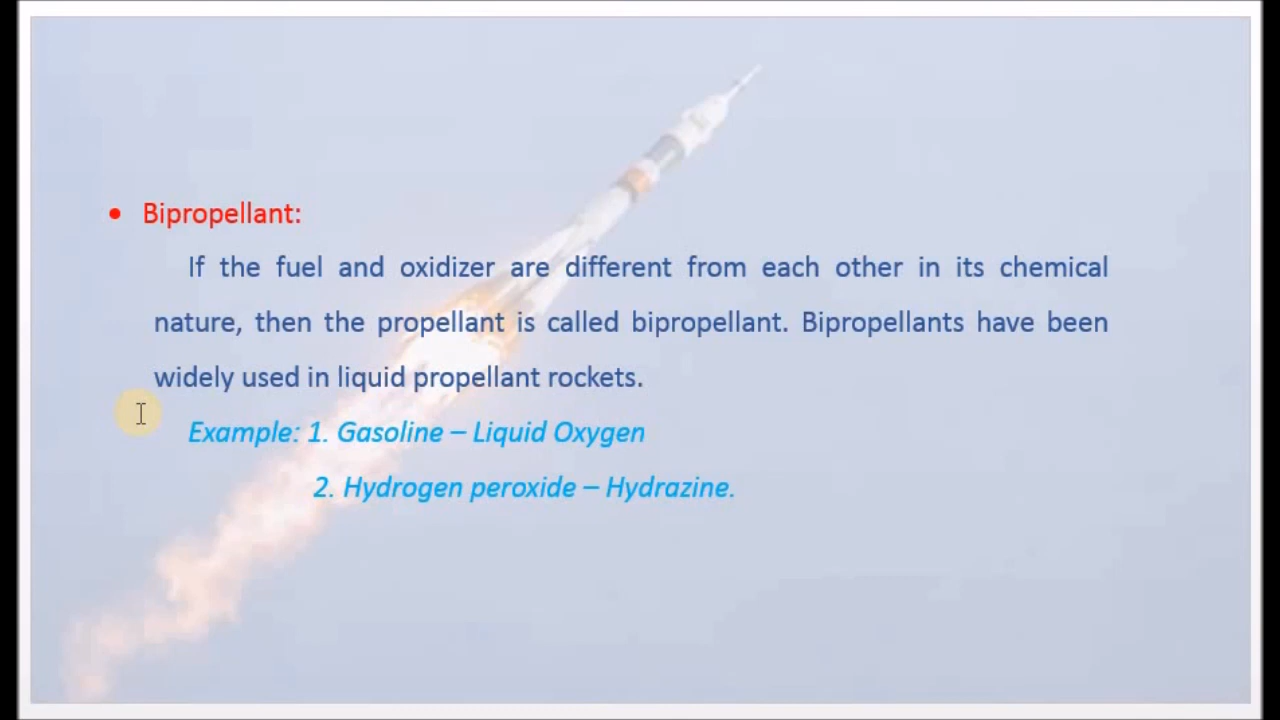 • Bipropellant:
If the fuel and oxidizer are different from each other in its chemical
nature, then the propellant is called bipropellant. Bipropellants have been
widely used in liquid propellant rockets.
Example: 1. Gasoline – Liquid Oxygen
2. Hydrogen peroxide – Hydrazine.